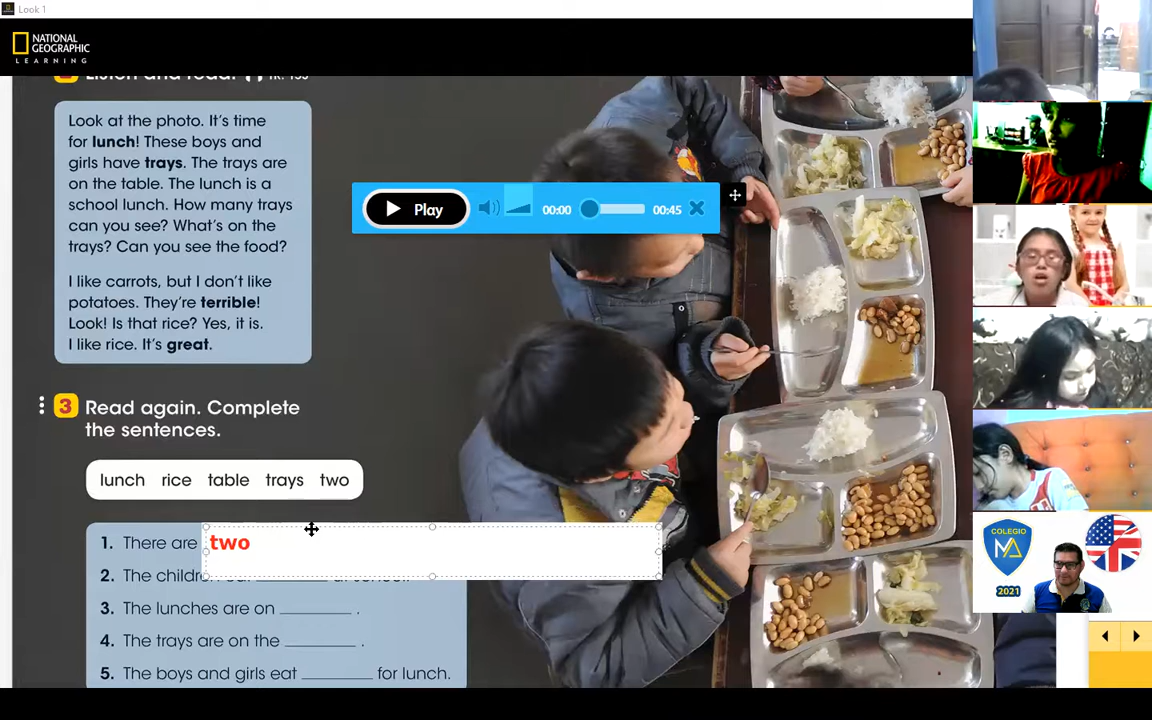 Look 1
NATIONAL
GEOGRAPHIC
LEARNING
Listen and read.
Look at the photo. It's time
for lunch! These boys and
girls have trays. The trays are
on the table. The lunch is a
school lunch. How many trays
can you see? What's on the
trays? Can you see the food?
I like carrots, but I don't like
potatoes. They're terrible!
Look! Is that rice? Yes, it is.
I like rice. It's great.
Play
00:00
00:45
3 Read again. Complete
the sentences.
lunch rice table trays two
1. There are two
2. The
3. The lunches are on ________ .
4. The trays are on the ________ .
5. The boys and girls eat ________ for lunch.
COLEGIO
MA
2021